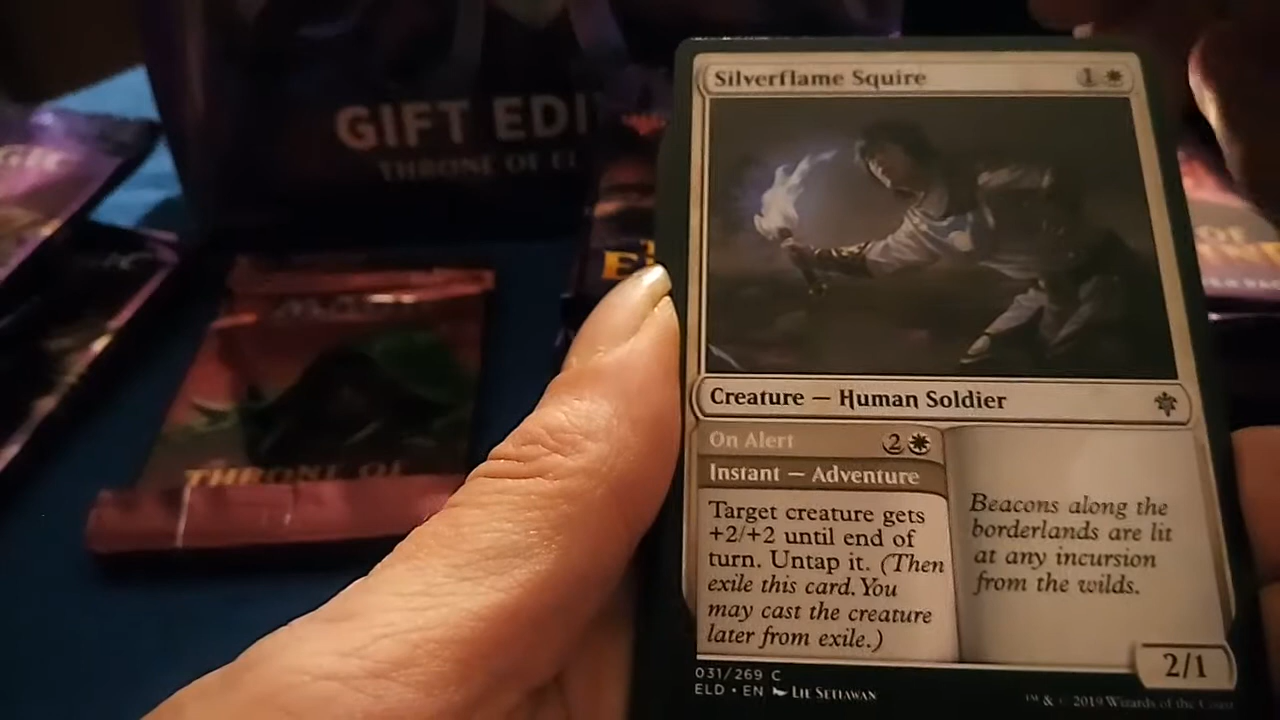 GIFT EDI
THRONE OF EL
MAGIC
THRONE OF
E
OF
Silverflame Squire 1
Creature — Human Soldier
On Alert 2
Instant — Adventure
Target creature gets
+2/+2 until end of
turn. Untap it. (Then
exile this card. You
may cast the creature
later from exile.)
Beacons along the
borderlands are lit
at any incursion
from the wilds.
2/1
031/269 C
ELD • EN Lie Setiawan
™ & © 2019 Wizards of the Coast